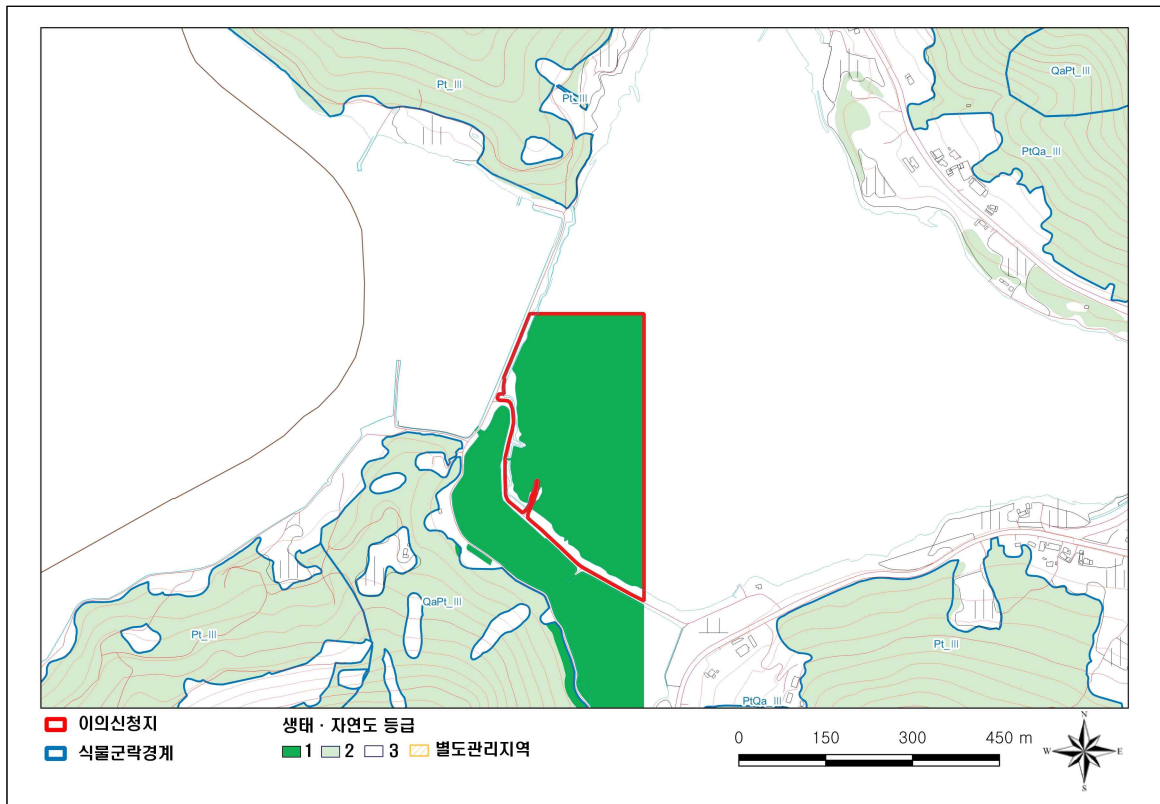 Pt_III
Pt_III
QaPt_III
PtQa_III
QaPt_III
Pt_III
Pt_III
PtQa_III
이의신청지
식물군락경계
생태 · 자연도 등급
1 2 3 별도관리지역
0 150 300 450 m
N
W E
S